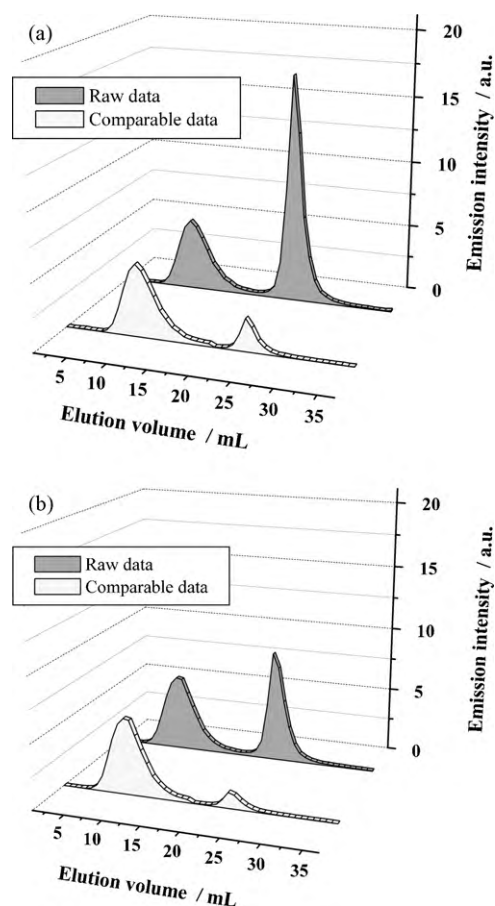 (a)
Raw data
Comparable data
20
15
10
5
0
Emission intensity / a.u.
5
10
15
20
25
30
35
Elution volume / mL
(b)
Raw data
Comparable data
20
15
10
5
0
Emission intensity / a.u.
5
10
15
20
25
30
35
Elution volume / mL